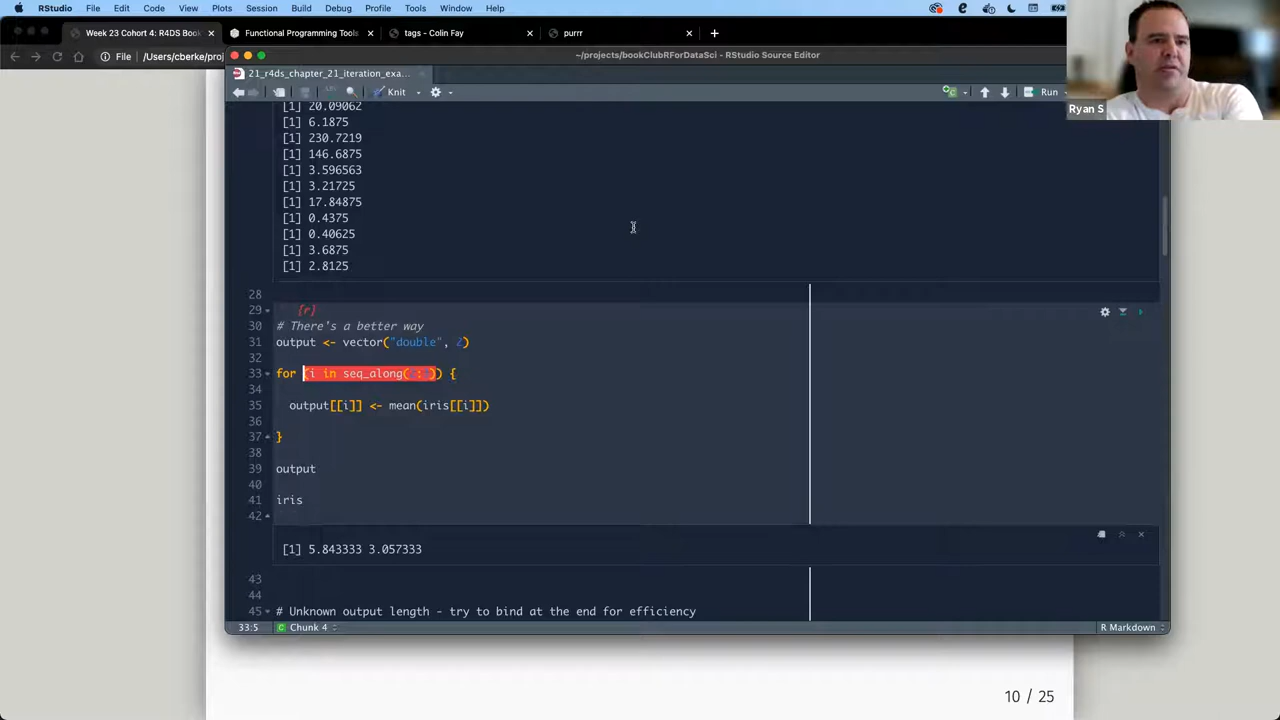 RStudio File Edit Code View Plots Session Build Debug Profile Tools Window Help
Week 23 Cohort 4: R4DS Book
Functional Programming Tools
tags - Colin Fay
purrr
File /Users/cberke/proj
~/projects/bookClubRForDataSci - RStudio Source Editor
21_r4ds_chapter_21_iteration_exa...
Knit
Run
Ryan S
[1] 20.09062
[1] 6.1875
[1] 230.7219
[1] 146.6875
[1] 3.596563
[1] 3.21725
[1] 17.84875
[1] 0.4375
[1] 0.40625
[1] 3.6875
[1] 2.8125
28
29 {r}
30 # There's a better way
31 output <- vector("double", 2)
32
33 for (i in seq_along( : )) {
34
35 output[[i]] <- mean(iris[[i]])
36
37 }
38
39 output
40
41 iris
42
[1] 5.843333 3.057333
43
44
45 # Unknown output length - try to bind at the end for efficiency
33:5 Chunk 4 R Markdown
10 / 25